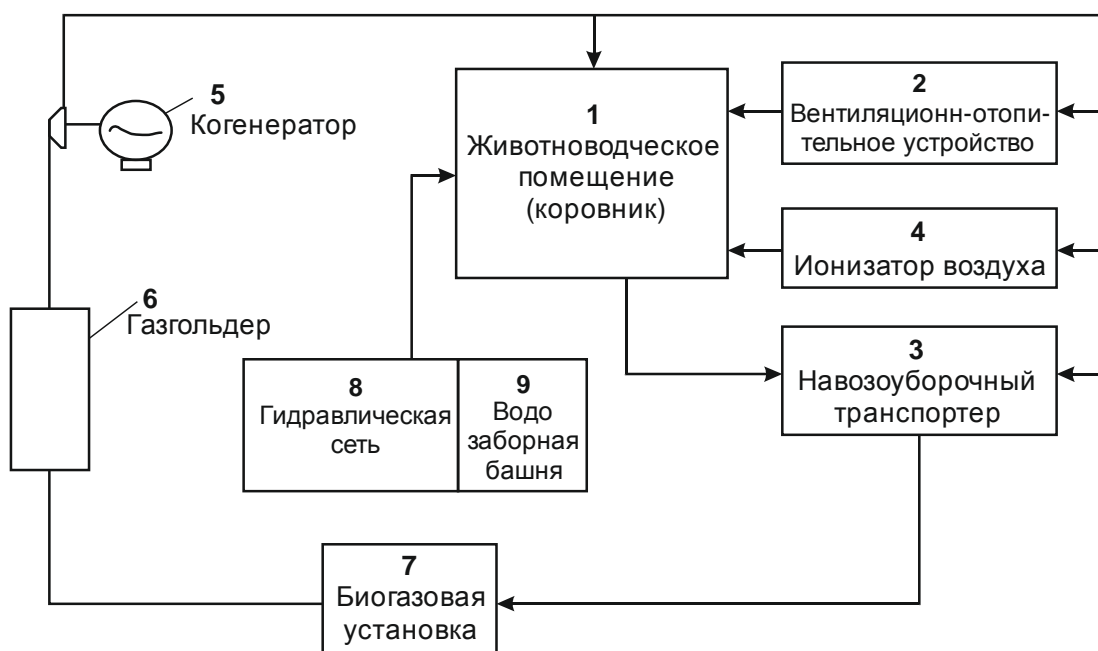 5
Когенератор
1
Животноводческое
помещение
(коровник)
2
Вентиляционн-отопи-
тельное устройство
4
Ионизатор воздуха
6
Газгольдер
3
Навозоуборочный
транспортер
8
Гидравлическая
сеть
9
Водо
заборная
башня
7
Биогазовая
установка